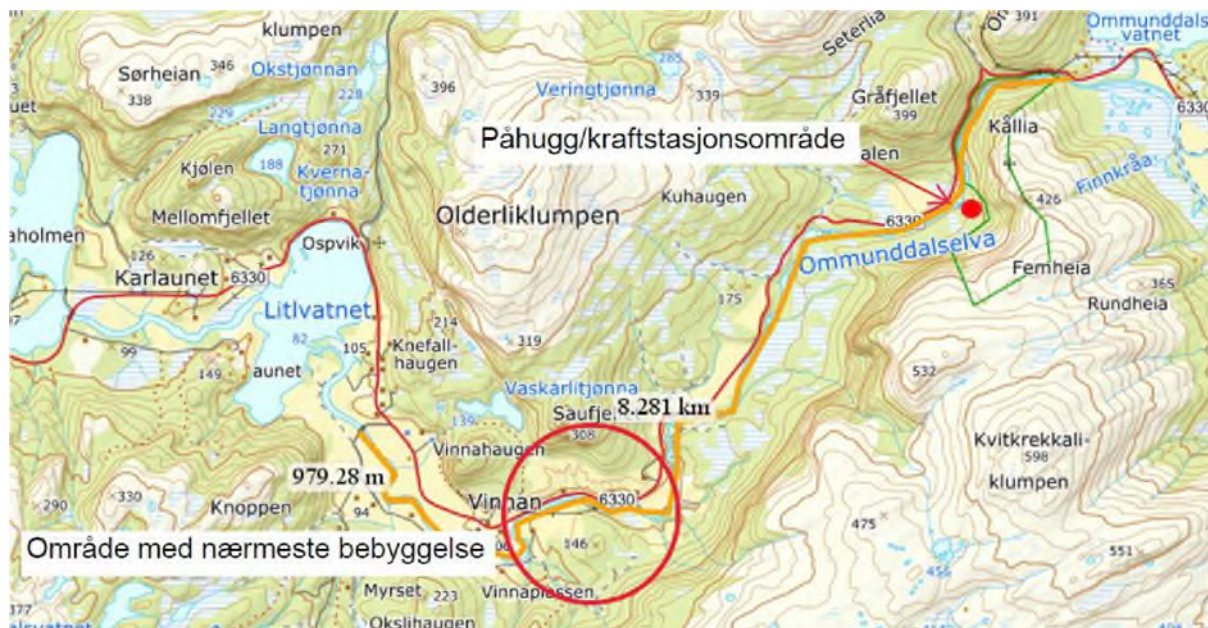 klumpen
Sørheian
346
338
Okstjønnan
228
229
Langtjønna
271
188
Kverna-
tjønna
Kjølen
Mellomfjellet
Ospvik
126
Karlaunet
6330
Litlvatnet
82
99
149
aunet
105
Knefall-
haugen
214
396
Olderliklumpen
319
Veringtjønna
285
339
Seterlia
Gråfjellet
399
391
Ommunddals-
vatnet
6330
Påhugg/kraftstasjonsområde
alen
Kållia
Finnkråa
426
Kuhaugen
6330
Ommunddalselva
Femheia
365
Rundheia
175
532
Kvitkrekkali-
klumpen
598
475
551
Vaskarlitjønna
139
Saufje
8.281 km
308
Vinnahaugen
979.28 m
Vinnan
6330
290
330
Knoppen
94
Område med nærmeste bebyggelse
146
Vinnaplassen
Myrset
223
Okslihaugen
377